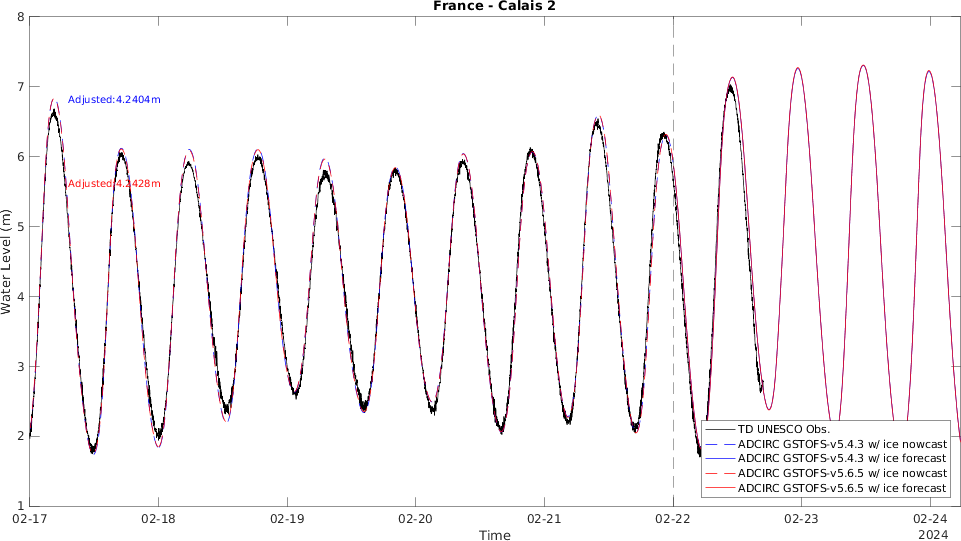 France - Calais 2
8
7
6
5
4
3
2
1
Water Level (m)
Adjusted:4.2404m
Adjusted:4.2428m
TD UNESCO Obs.
ADCIRC GSTOFS-v5.4.3 w/ ice nowcast
ADCIRC GSTOFS-v5.4.3 w/ ice forecast
ADCIRC GSTOFS-v5.6.5 w/ ice nowcast
ADCIRC GSTOFS-v5.6.5 w/ ice forecast
02-17 02-18 02-19 02-20 02-21 02-22 02-23 02-24
Time
2024